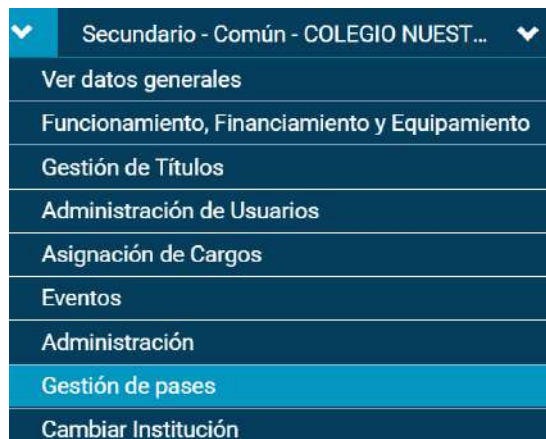 Secundario - Común - COLEGIO NUEST...
Ver datos generales
Funcionamiento, Financiamiento y Equipamiento
Gestión de Títulos
Administración de Usuarios
Asignación de Cargos
Eventos
Administración
Gestión de pases
Cambiar Institución